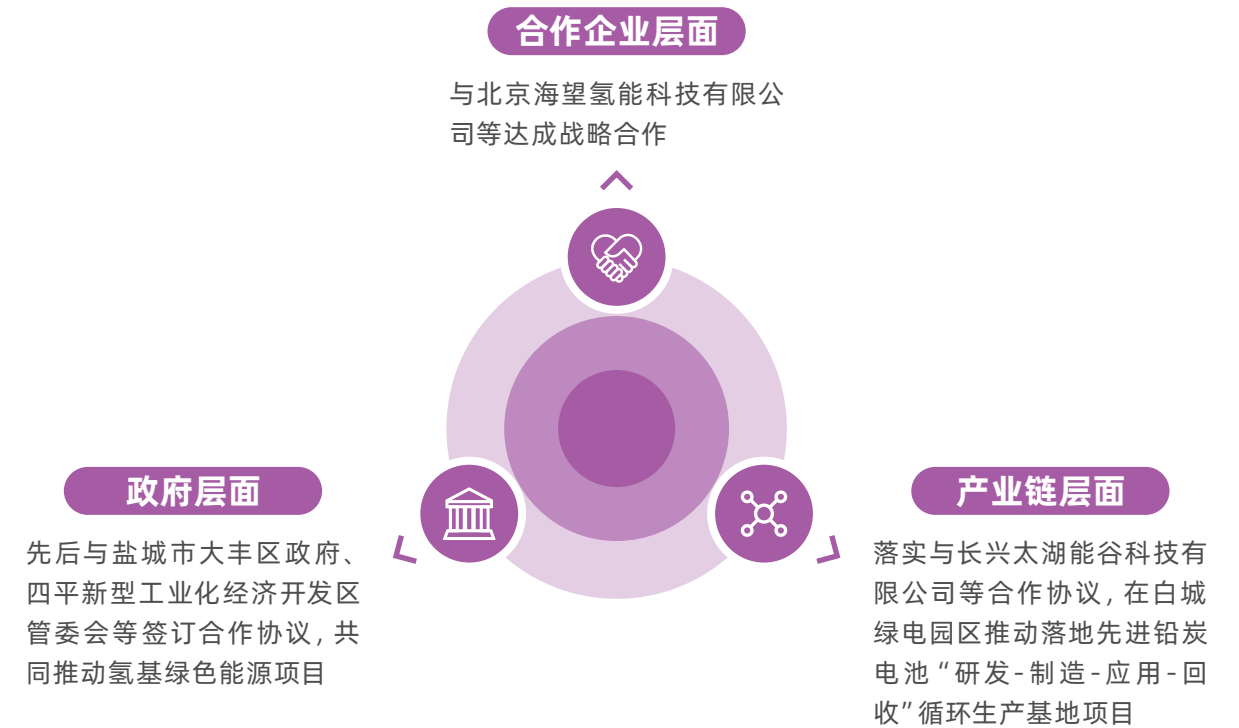 合作企业层面
与北京海望氢能科技有限公
司等达成战略合作
政府层面
先后与盐城市大丰区政府、
四平新型工业化经济开发区
管委会等签订合作协议，共
同推动氢基绿色能源项目
产业链层面
落实与长兴太湖能谷科技有
限公司等合作协议，在白城
绿电园区推动落地先进铅炭
电池“研发-制造-应用-回
收”循环生产基地项目